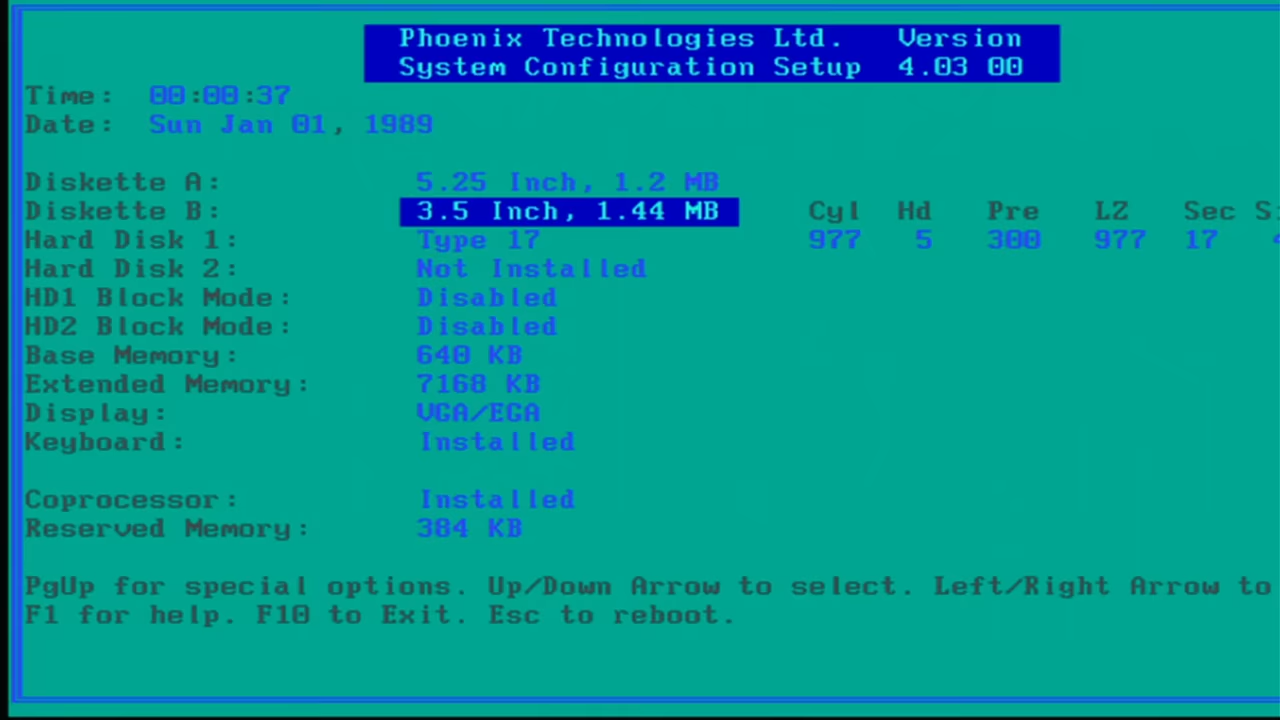 Phoenix Technologies Ltd. Version
System Configuration Setup 4.03 00
Time: 00:00:37
Date: Sun Jan 01, 1989
Diskette A: 5.25 Inch, 1.2 MB
Diskette B: 3.5 Inch, 1.44 MB Cyl Hd Pre LZ Sec
Hard Disk 1: Type 17 977 5 300 977 17
Hard Disk 2: Not Installed
HD1 Block Mode: Disabled
HD2 Block Mode: Disabled
Base Memory: 640 KB
Extended Memory: 7168 KB
Display: VGA/EGA
Keyboard: Installed
Coprocessor: Installed
Reserved Memory: 384 KB
PgUp for special options. Up/Down Arrow to select. Left/Right Arrow to
F1 for help. F10 to Exit. Esc to reboot.